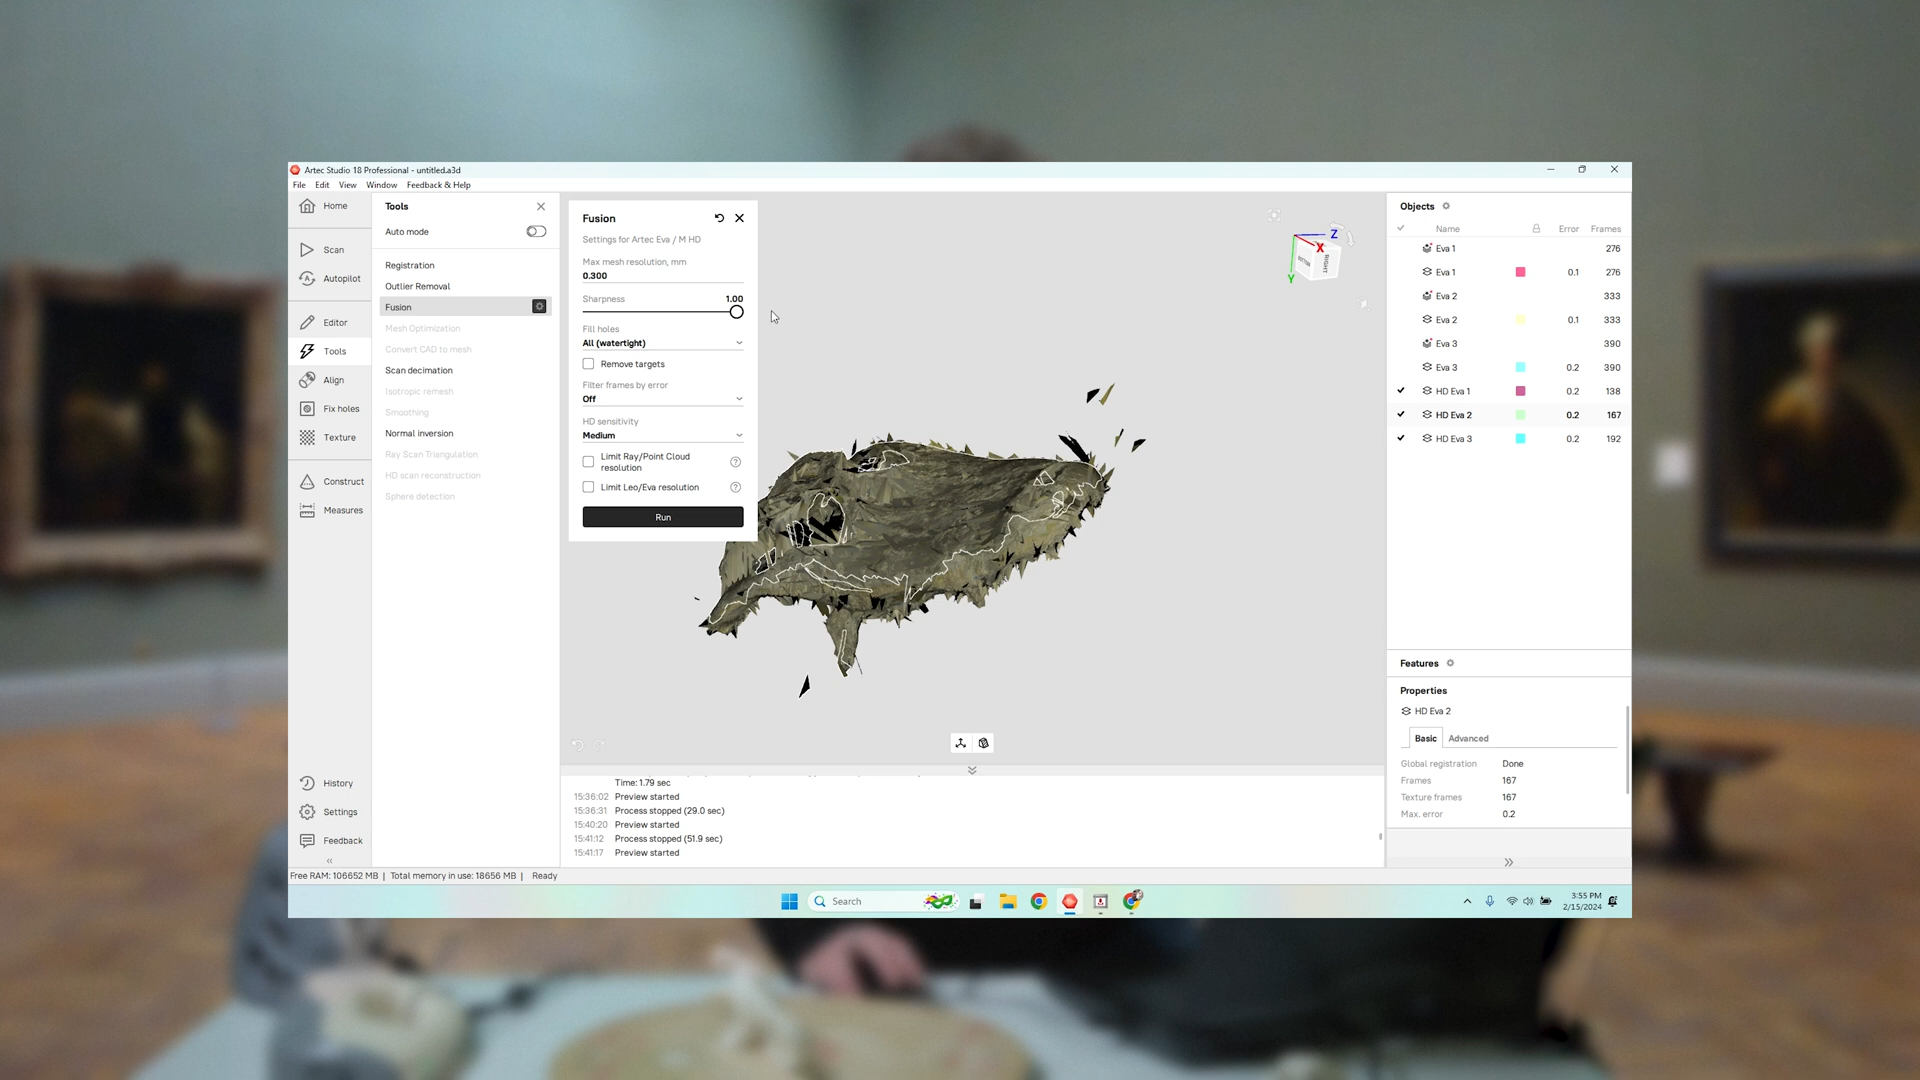 Artec Studio 18 Professional - untitled.a3d
File Edit View Window Feedback & Help
Home
Scan
Autopilot
Editor
Tools
Align
Fix holes
Texture
Construct
Measures
History
Settings
Feedback
Tools
Auto mode
Registration
Outlier Removal
Fusion
Mesh Optimization
Convert CAD to mesh
Scan decimation
Isotropic remesh
Smoothing
Normal inversion
Ray Scan Triangulation
HD scan reconstruction
Sphere detection
Fusion
Settings for Artec Eva / M HD
Max mesh resolution, mm
0.300
Sharpness 1.00
Fill holes
All (watertight)
Remove targets
Filter frames by error
Off
HD sensitivity
Medium
Limit Ray/Point Cloud
resolution
Limit Leo/Eva resolution
Run
Z
X
Y
BOTTOM
RIGHT
Time: 1.79 sec
15:36:02 Preview started
15:36:31 Process stopped (29.0 sec)
15:40:20 Preview started
15:41:12 Process stopped (51.9 sec)
15:41:17 Preview started
Objects
Name Error Frames
Eva 1 276
Eva 1 0.1 276
Eva 2 333
Eva 2 0.1 333
Eva 3 390
Eva 3 0.2 390
HD Eva 1 0.2 138
HD Eva 2 0.2 167
HD Eva 3 0.2 192
Features
Properties
HD Eva 2
Basic Advanced
Global registration Done
Frames 167
Texture frames 167
Max. error 0.2
Free RAM: 106652 MB | Total memory in use: 18656 MB | Ready
Search
3:55 PM
2/15/2024